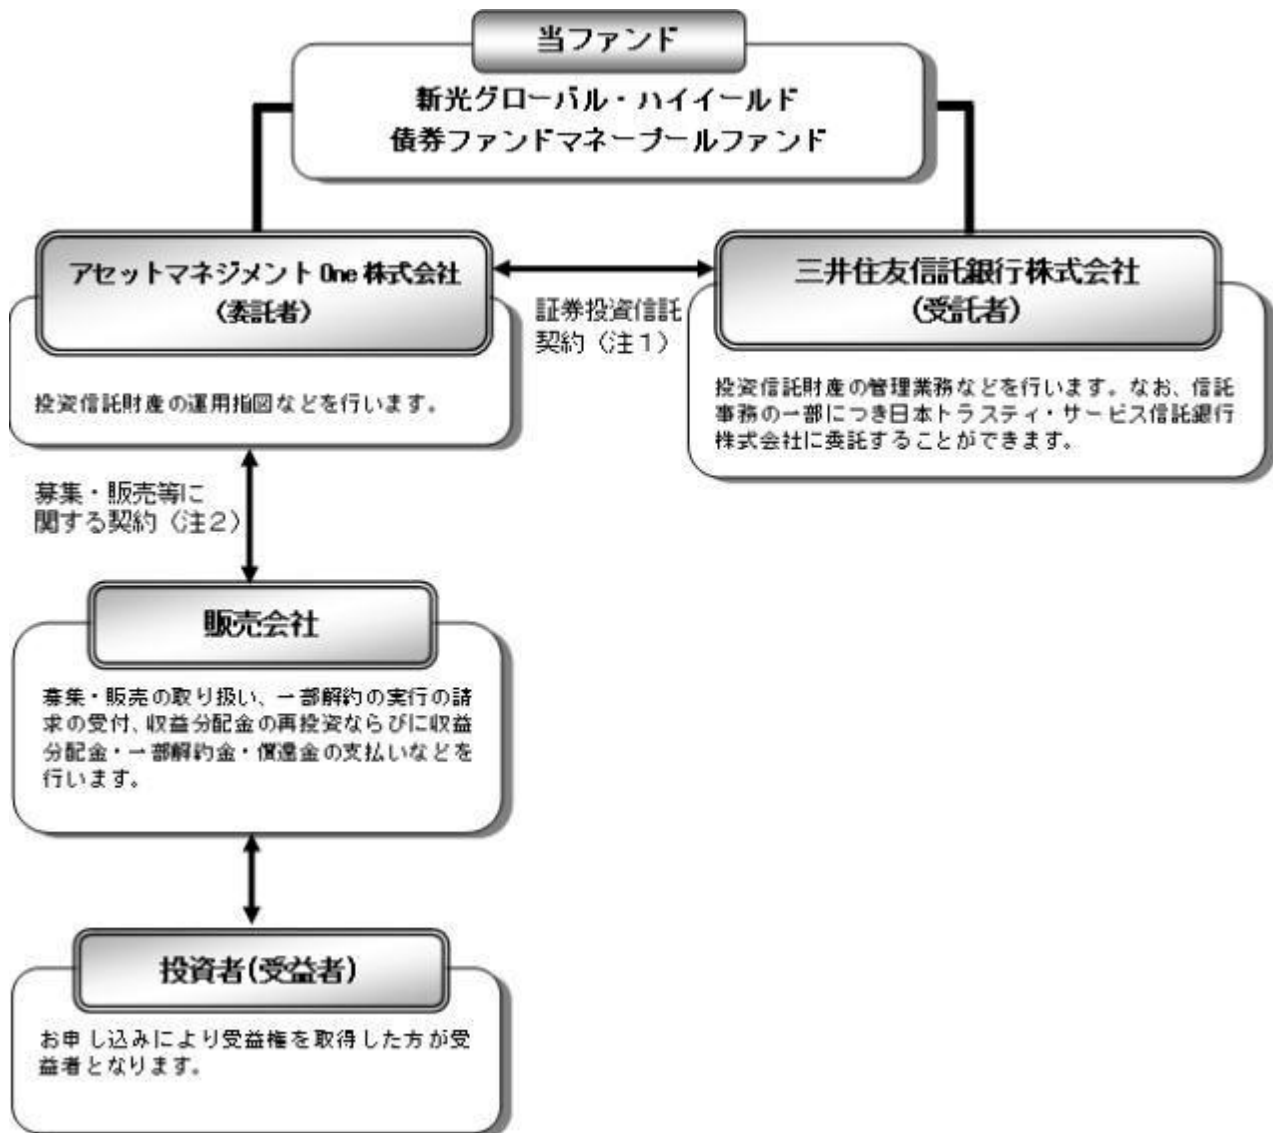 当ファンド
新光グローバル・ハイイールド
債券ファンドマネープールファンド
アセットマネジメントOne株式会社
(委託者)
投資信託財産の運用指図などを行います。
証券投資信託
契約(注1)
三井住友信託銀行株式会社
(受託者)
投資信託財産の管理業務などを行います。なお、信託
事務の一部につき日本トラスティ・サービス信託銀行
株式会社に委託することができます。
募集・販売等に
関する契約(注2)
販売会社
募集・販売の取り扱い、一部解約の実行の請
求の受付、収益分配金の再投資ならびに収益
分配金・一部解約金・償還金の支払いなどを
行います。
投資者(受益者)
お申し込みにより受益権を取得した方が受
益者となります。